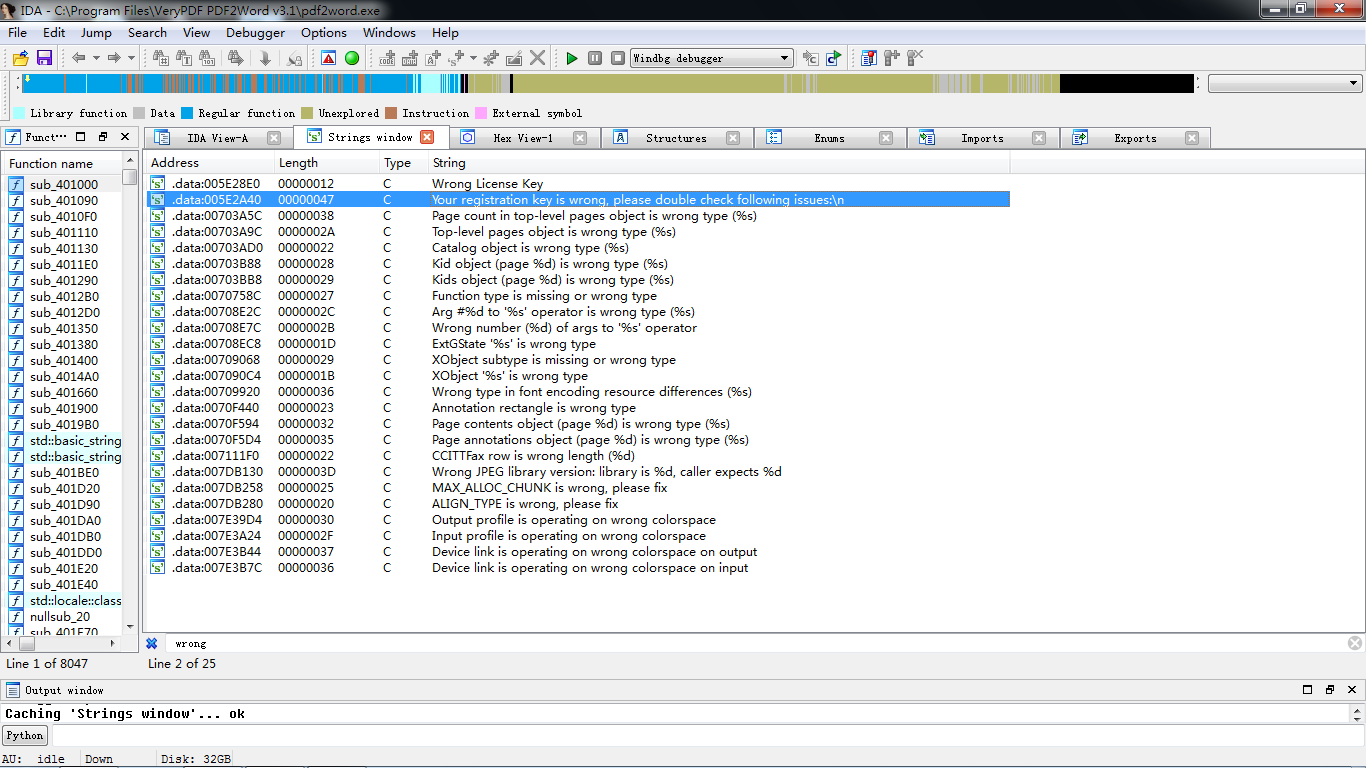 IDA - C:\Program Files\VeryPDF PDF2Word v3.1\pdf2word.exe
File Edit Jump Search View Debugger Options Windows Help
Windbg debugger
Library function Data Regular function Unexplored Instruction External symbol
Funct··· IDA View-A Strings window Hex View-1 Structures Enums Imports Exports
Function name
sub_401000
sub_401090
sub_4010F0
sub_401110
sub_401130
sub_4011E0
sub_401290
sub_4012B0
sub_4012D0
sub_401350
sub_401380
sub_401400
sub_4014A0
sub_401660
sub_401900
sub_4019B0
std::basic_string
std::basic_string
sub_401BE0
sub_401D20
sub_401D90
sub_401DA0
sub_401DB0
sub_401DD0
sub_401E20
sub_401E40
std::locale::class
nullsub_20
sub_401F70
Line 1 of 8047
Address Length Type String
.data:005E28E0 00000012 C Wrong License Key
.data:005E2A40 00000047 C Your registration key is wrong, please double check following issues:\n
.data:00703A5C 00000038 C Page count in top-level pages object is wrong type (%s)
.data:00703A9C 0000002A C Top-level pages object is wrong type (%s)
.data:00703AD0 00000022 C Catalog object is wrong type (%s)
.data:00703B88 00000028 C Kid object (page %d) is wrong type (%s)
.data:00703BB8 00000029 C Kids object (page %d) is wrong type (%s)
.data:0070758C 00000027 C Function type is missing or wrong type
.data:00708E2C 0000002C C Arg #%d to '%s' operator is wrong type (%s)
.data:00708E7C 0000002B C Wrong number (%d) of args to '%s' operator
.data:00708EC8 0000001D C ExtGState '%s' is wrong type
.data:00709068 00000029 C XObject subtype is missing or wrong type
.data:007090C4 0000001B C XObject '%s' is wrong type
.data:00709920 00000036 C Wrong type in font encoding resource differences (%s)
.data:0070F440 00000023 C Annotation rectangle is wrong type
.data:0070F594 00000032 C Page contents object (page %d) is wrong type (%s)
.data:0070F5D4 00000035 C Page annotations object (page %d) is wrong type (%s)
.data:007111F0 00000022 C CCITTFax row is wrong length (%d)
.data:007DB130 0000003D C Wrong JPEG library version: library is %d, caller expects %d
.data:007DB258 00000025 C MAX_ALLOC_CHUNK is wrong, please fix
.data:007DB280 00000020 C ALIGN_TYPE is wrong, please fix
.data:007E39D4 00000030 C Output profile is operating on wrong colorspace
.data:007E3A24 0000002F C Input profile is operating on wrong colorspace
.data:007E3B44 00000037 C Device link is operating on wrong colorspace on output
.data:007E3B7C 00000036 C Device link is operating on wrong colorspace on input
wrong
Line 2 of 25
Output window
Caching 'Strings window'... ok
Python
AU: idle Down Disk: 32GB